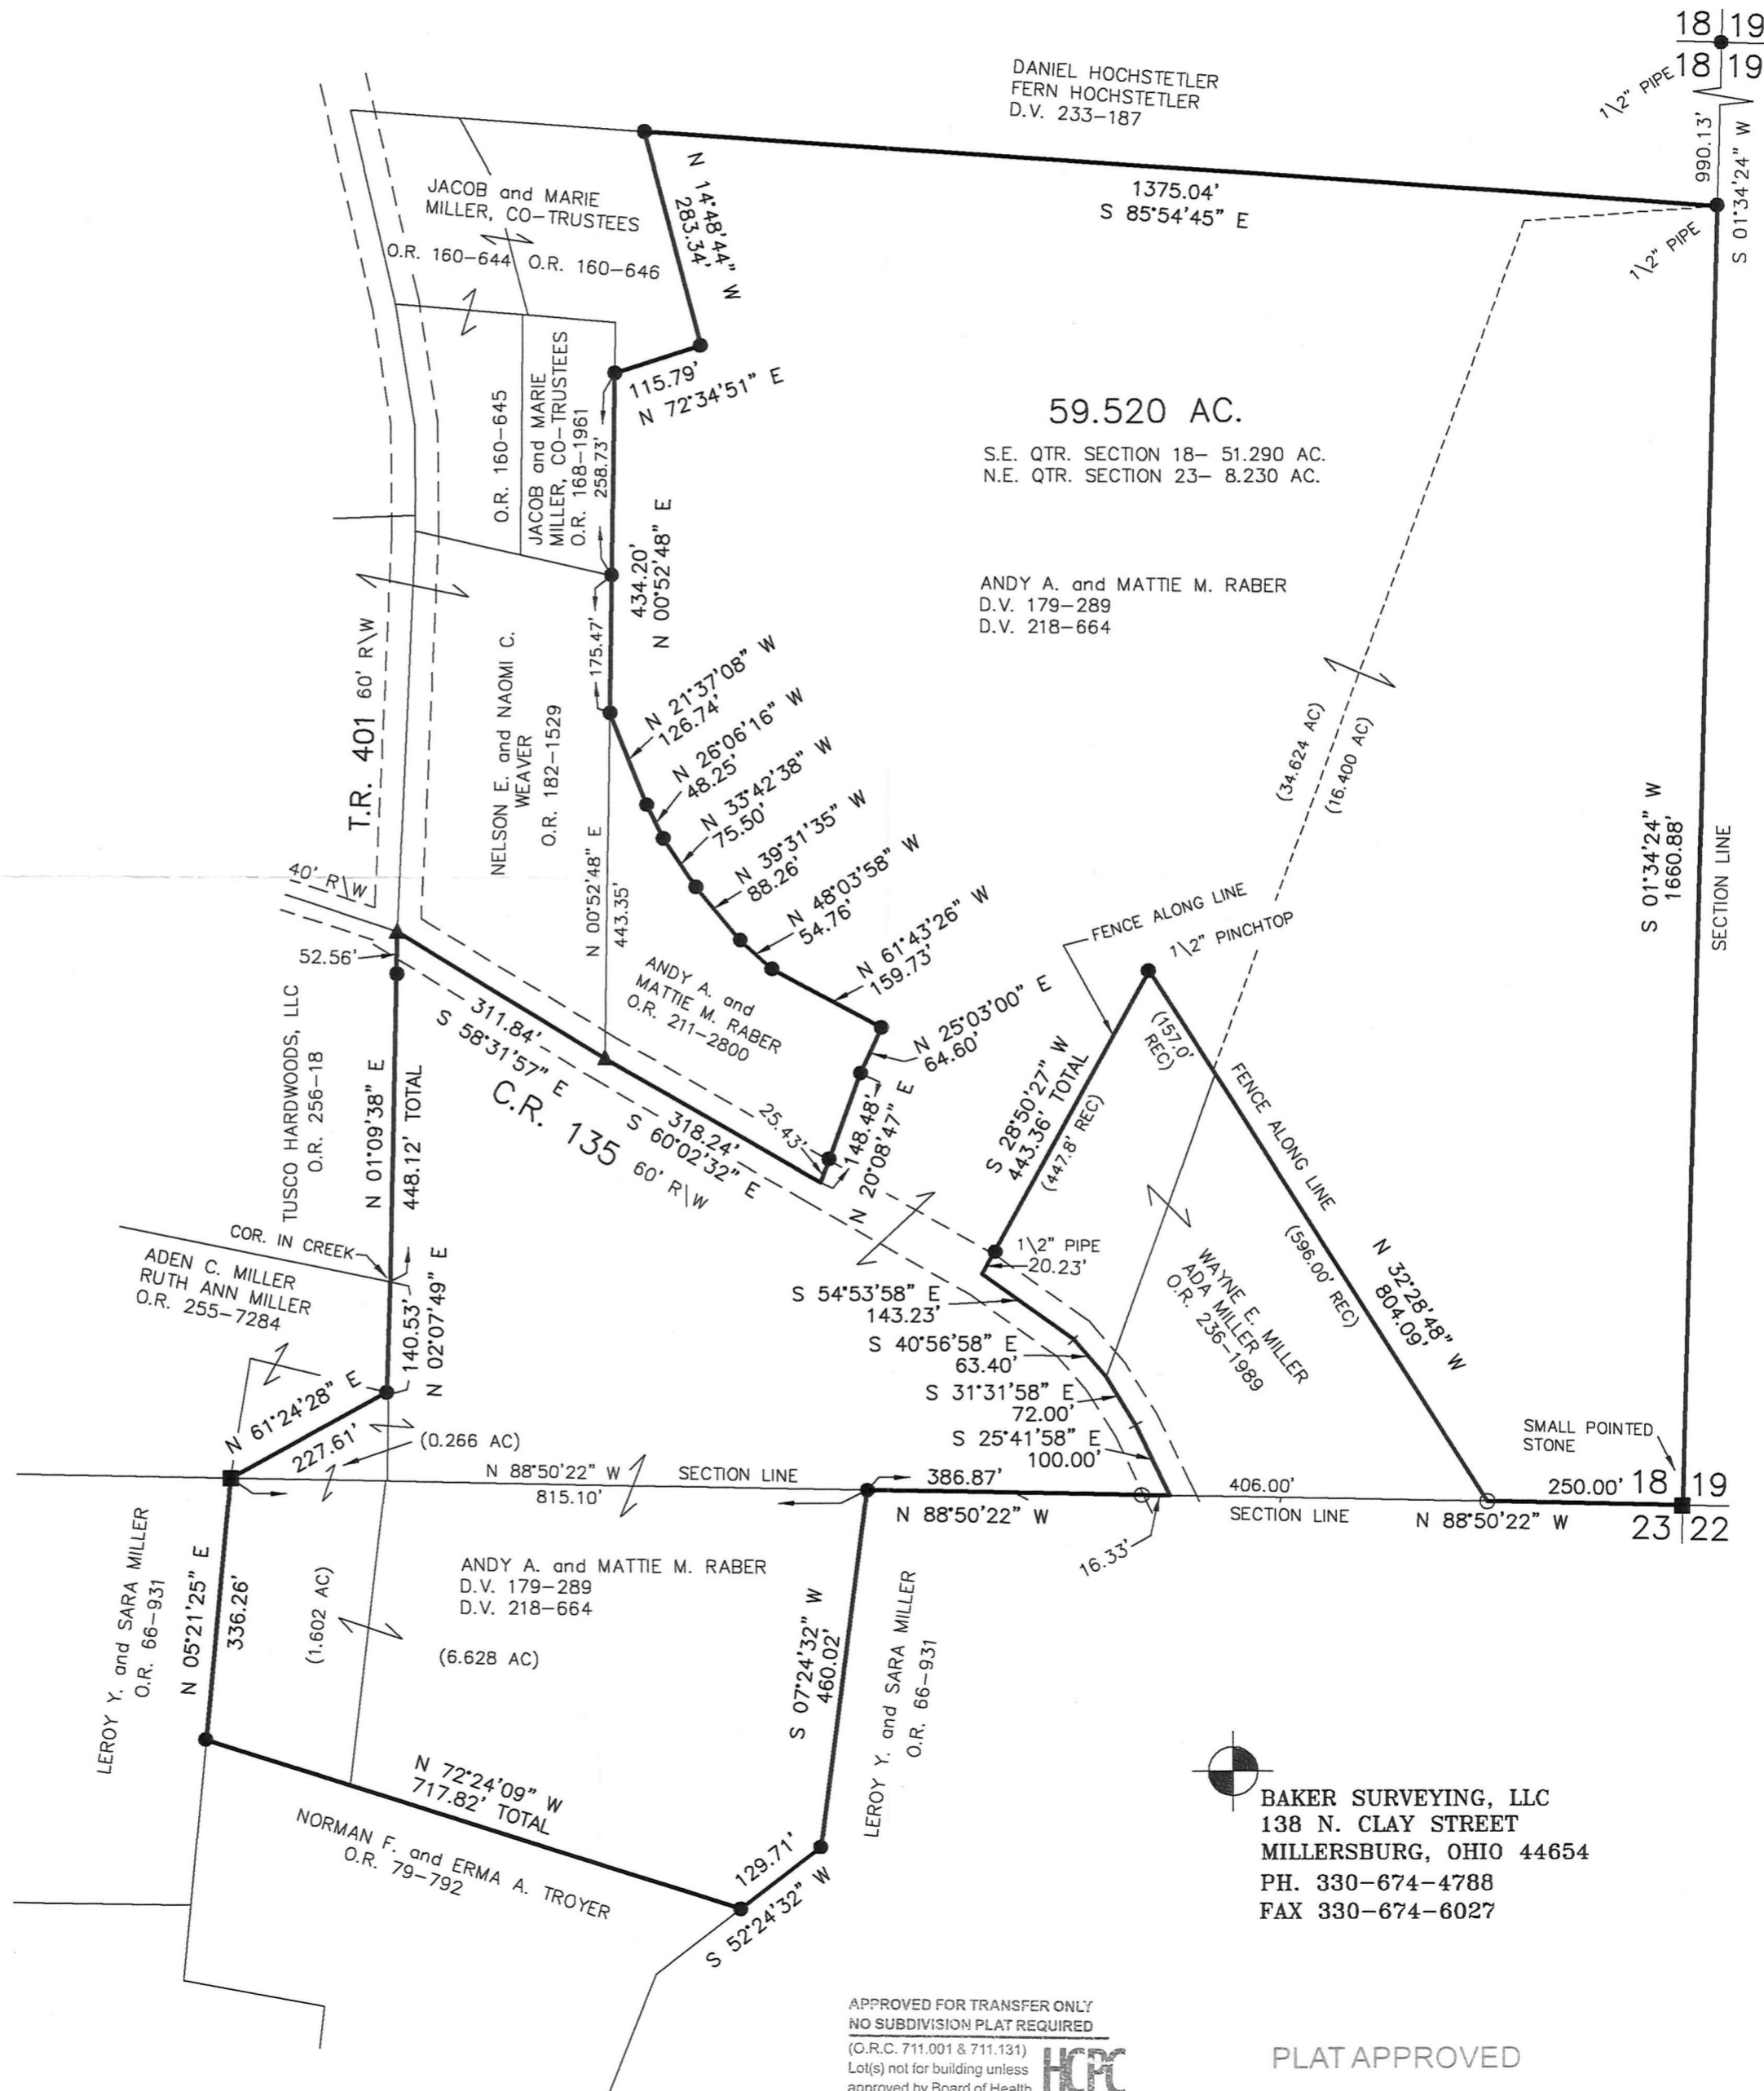 18 19
18 19
1\2" PIPE
990.13'
S 01°34'24" W
DANIEL HOCHSTETLER
FERN HOCHSTETLER
D.V. 233-187
1375.04'
S 85°54'45" E
1\2" PIPE
N 14°48'44" W
283.34'
JACOB and MARIE
MILLER, CO-TRUSTEES
O.R. 160-644
O.R. 160-646
115.79'
N 72°34'51" E
O.R. 160-645
JACOB and MARIE
MILLER, CO-TRUSTEES
O.R. 168-1961
258.73'
59.520 AC.
S.E. QTR. SECTION 18- 51.290 AC.
N.E. QTR. SECTION 23- 8.230 AC.
434.20'
N 00°52'48" E
175.47'
ANDY A. and MATTIE M. RABER
D.V. 179-289
D.V. 218-664
T.R. 401 60' R\W
NELSON E. and NAOMI C.
WEAVER
O.R. 182-1529
N 21°37'08" W
126.74'
N 26°06'16" W
48.25'
N 33°42'38" W
75.50'
N 39°31'35" W
88.26'
N 48°03'58" W
54.76'
N 61°43'26" W
159.73'
N 25°03'00" E
64.60'
(34.624 AC)
(16.400 AC)
S 01°34'24" W
1660.88'
SECTION LINE
40' R\W
N 00°52'48" E
443.35'
52.56'
ANDY A. and
MATTIE M. RABER
O.R. 211-2800
FENCE ALONG LINE
1\2" PINCHTOP
(157.0'
REC)
FENCE ALONG LINE
(596.00' REC)
N 32°28'48" W
804.09'
S 28°50'27" W
443.36' TOTAL
(447.8' REC)
TUSCO HARDWOODS, LLC
O.R. 256-18
N 01°09'38" E
448.12' TOTAL
311.84'
S 58°31'57" E
C.R. 135 60' R\W
318.24'
S 60°02'32" E
25.43'
148.48'
N 20°08'47" E
COR. IN CREEK
ADEN C. MILLER
RUTH ANN MILLER
O.R. 255-7284
140.53'
N 02°07'49" E
1\2" PIPE
20.23'
S 54°53'58" E
143.23'
S 40°56'58" E
63.40'
S 31°31'58" E
72.00'
S 25°41'58" E
100.00'
WAYNE E. MILLER
ADA MILLER
O.R. 236-1989
N 61°24'28" E
227.61'
(0.266 AC)
N 88°50'22" W
815.10'
SECTION LINE
386.87'
N 88°50'22" W
16.33'
406.00'
SECTION LINE
N 88°50'22" W
SMALL POINTED
STONE
250.00'
18 19
23 22
LEROY Y. and SARA MILLER
O.R. 66-931
N 05°21'25" E
336.26'
(1.602 AC)
ANDY A. and MATTIE M. RABER
D.V. 179-289
D.V. 218-664
(6.628 AC)
S 07°24'32" W
460.02'
LEROY Y. and SARA MILLER
O.R. 66-931
N 72°24'09" W
717.82' TOTAL
NORMAN F. and ERMA A. TROYER
O.R. 79-792
129.71'
S 52°24'32" W
BAKER SURVEYING, LLC
138 N. CLAY STREET
MILLERSBURG, OHIO 44654
PH. 330-674-4788
FAX 330-674-6027
APPROVED FOR TRANSFER ONLY
NO SUBDIVISION PLAT REQUIRED
(O.R.C. 711.001 & 711.131)
Lot(s) not for building unless
approved by Board of Health
HCPC
PLAT APPROVED